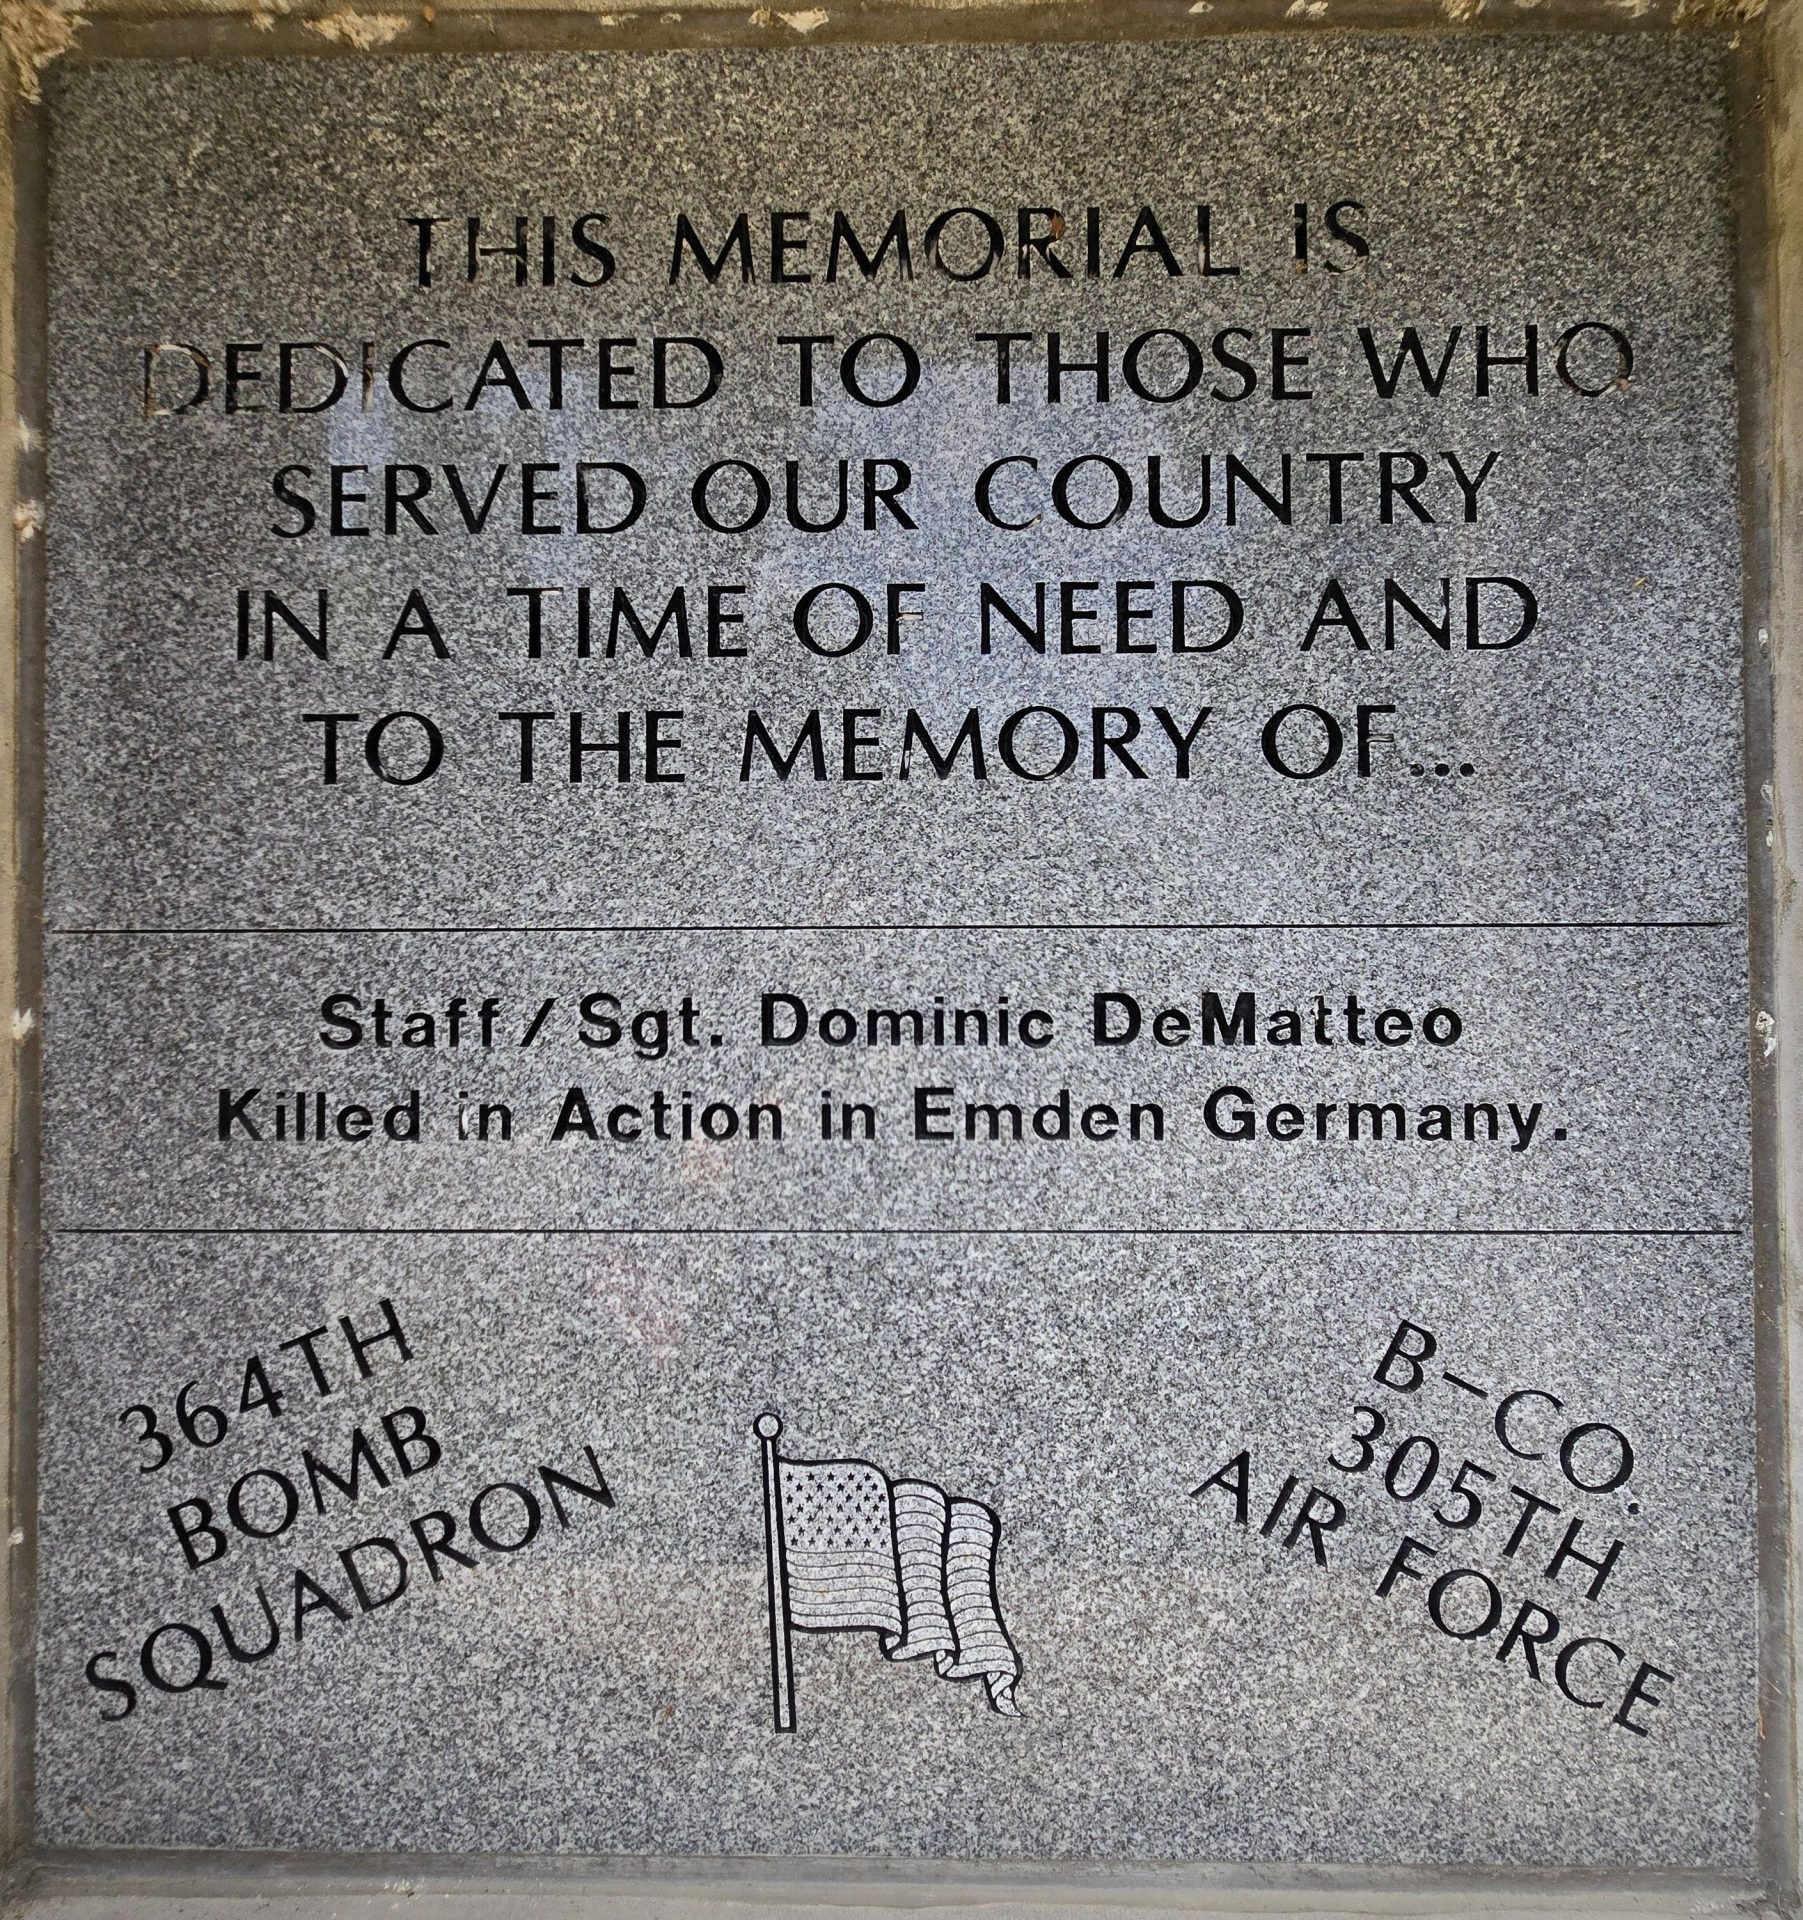 THIS MEMORIAL IS
DEDICATED TO THOSE WHO
SERVED OUR COUNTRY
IN A TIME OF NEED AND
TO THE MEMORY OF...
Staff/Sgt. Dominic DeMatteo
Killed in Action in Emden Germany.
364TH
BOMB
SQUADRON
B-CO.
305TH
AIR FORCE